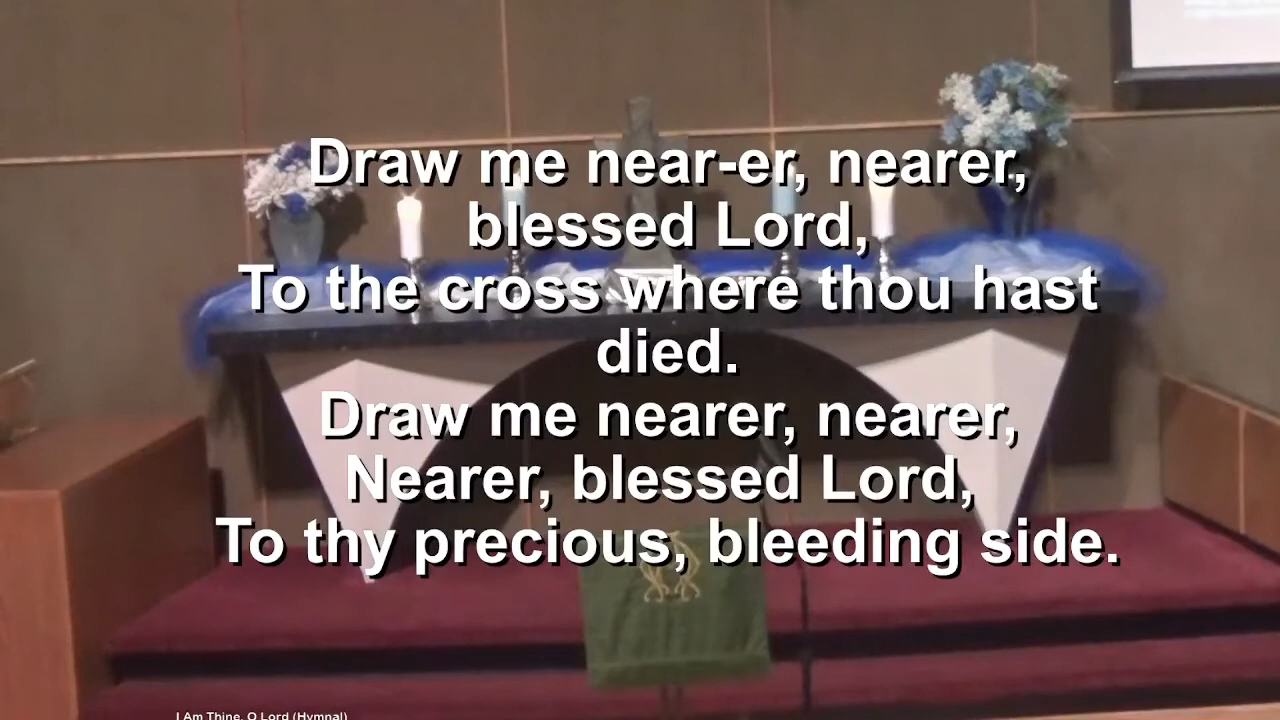 Draw me near-er, nearer,
blessed Lord,
To the cross where thou hast
died.
Draw me nearer, nearer,
Nearer, blessed Lord,
To thy precious, bleeding side.
I Am Thine, O Lord (Hymnal)